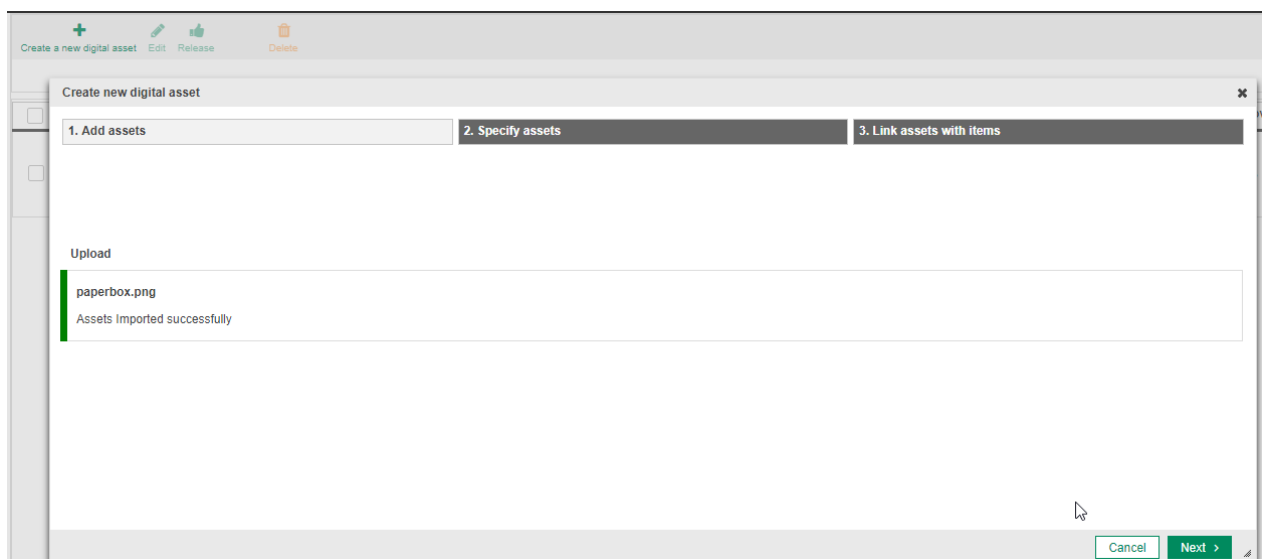 Create a new digital asset Edit Release Delete
Create new digital asset
1. Add assets 2. Specify assets 3. Link assets with items
Upload
paperbox.png
Assets Imported successfully
Cancel Next